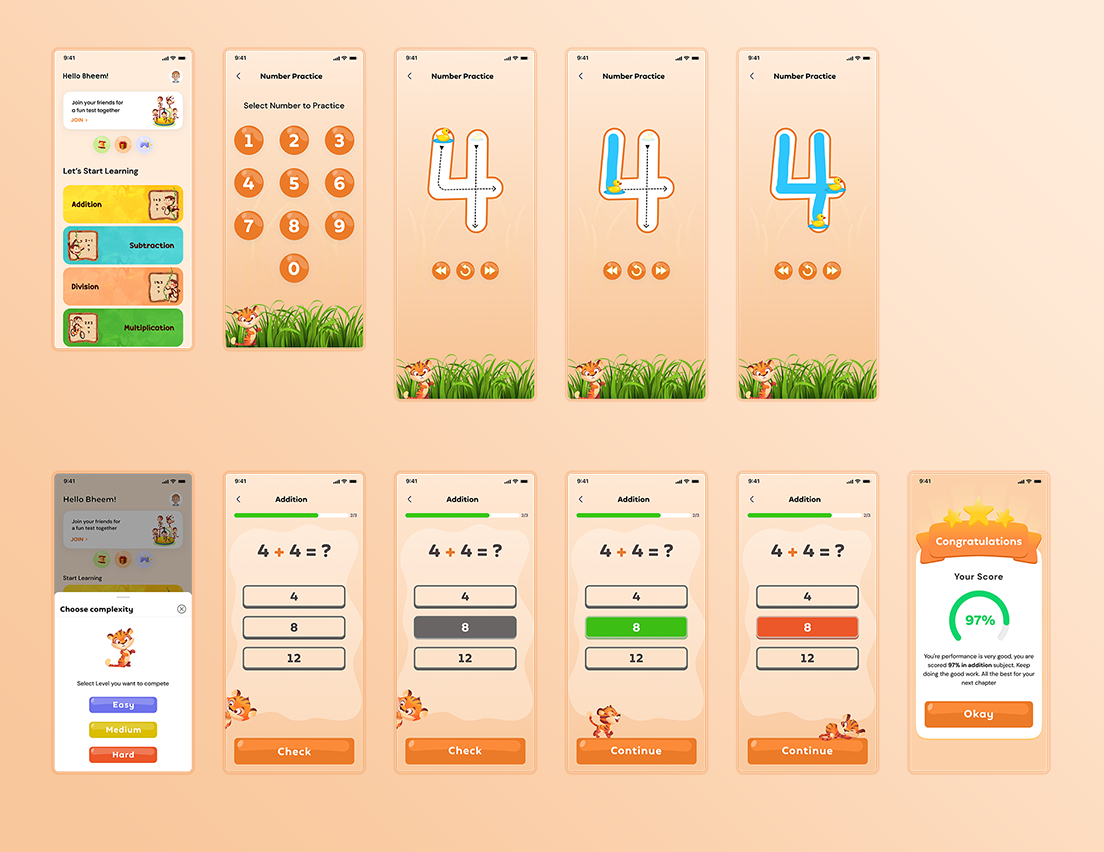 9:41
Hello Bheem!
Join your friends for
a fun test together
JOIN >
Let's Start Learning
Addition
Subtraction
Division
Multiplication
9:41
Number Practice
Select Number to Practice
1 2 3
4 5 6
7 8 9
0
9:41
Number Practice
4
9:41
Number Practice
4
9:41
Number Practice
4
9:41
Hello Bheem!
Join your friends for
a fun test together
JOIN >
Start Learning
Choose complexity
Select Level you want to compete
Easy
Medium
Hard
9:41
Addition
2/3
4 + 4 = ?
4
8
12
Check
9:41
Addition
2/3
4 + 4 = ?
4
8
12
Check
9:41
Addition
2/3
4 + 4 = ?
4
8
12
Continue
9:41
Addition
2/3
4 + 4 = ?
4
8
12
Continue
9:41
Congratulations
Your Score
97%
You're performance is very good, you are
scored 97% in addition subject. Keep
doing the good work. All the best for your
next chapter
Okay